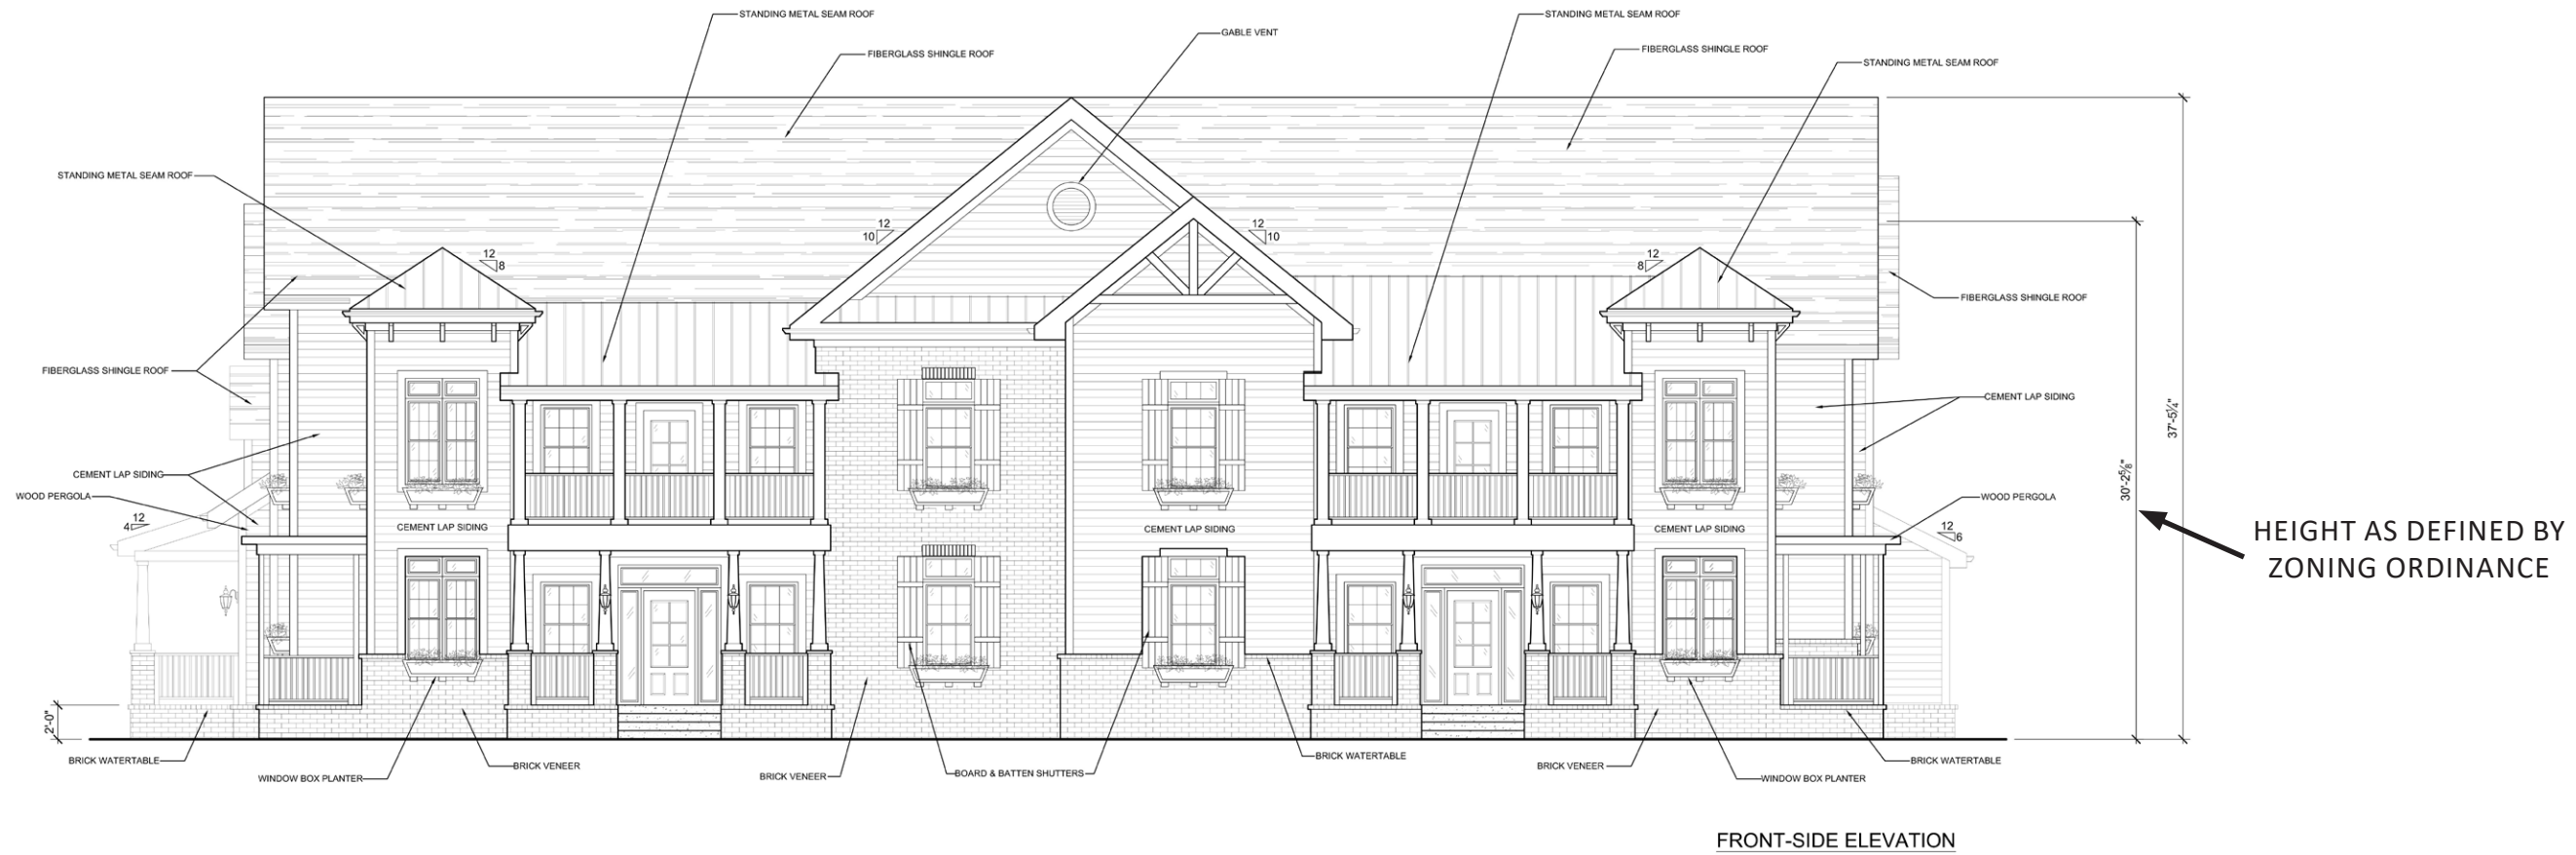 STANDING METAL SEAM ROOF
STANDING METAL SEAM ROOF
GABLE VENT
FIBERGLASS SHINGLE ROOF
FIBERGLASS SHINGLE ROOF
STANDING METAL SEAM ROOF
STANDING METAL SEAM ROOF
12
10
12
10
12
8
12
8
FIBERGLASS SHINGLE ROOF
FIBERGLASS SHINGLE ROOF
CEMENT LAP SIDING
37'-5¼"
CEMENT LAP SIDING
30'-2⅝"
WOOD PERGOLA
WOOD PERGOLA
12
4
CEMENT LAP SIDING
CEMENT LAP SIDING
CEMENT LAP SIDING
12
6
HEIGHT AS DEFINED BY
ZONING ORDINANCE
2'-0"
BRICK WATERTABLE
WINDOW BOX PLANTER
BRICK VENEER
BRICK VENEER
BOARD & BATTEN SHUTTERS
BRICK WATERTABLE
BRICK VENEER
WINDOW BOX PLANTER
BRICK WATERTABLE
FRONT-SIDE ELEVATION